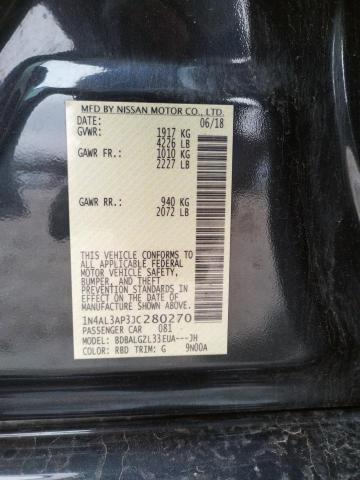 MFD BY NISSAN MOTOR CO., LTD.
DATE: 06/18
GVWR: 1917 KG
4226 LB
GAWR FR.: 1010 KG
2227 LB
GAWR RR.: 940 KG
2072 LB
THIS VEHICLE CONFORMS TO
ALL APPLICABLE FEDERAL
MOTOR VEHICLE SAFETY,
BUMPER, AND THEFT
PREVENTION STANDARDS IN
EFFECT ON THE DATE OF
MANUFACTURE SHOWN ABOVE.
1N4AL3AP3JC280270
PASSENGER CAR 081
MODEL: BDBALGZL33EUA---JH
COLOR: RBD TRIM: G 9N00A